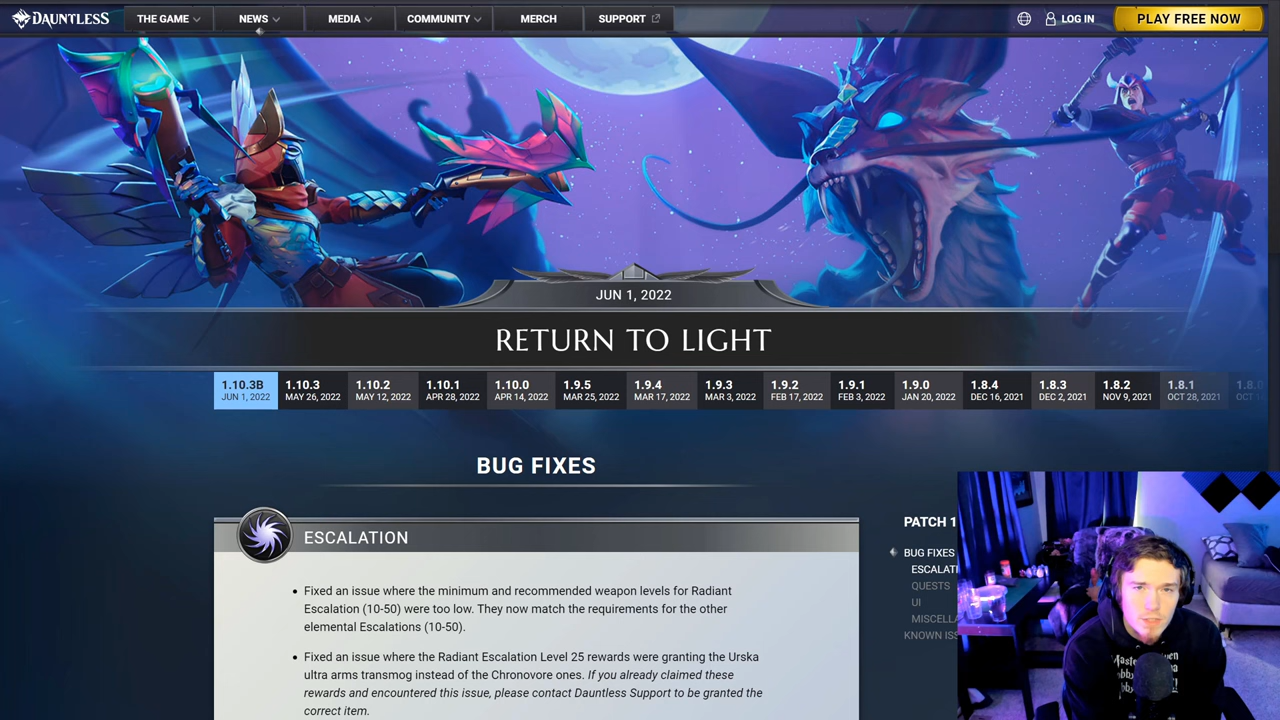 DAUNTLESS
THE GAME
NEWS
MEDIA
COMMUNITY
MERCH
SUPPORT
LOG IN
PLAY FREE NOW
JUN 1, 2022
RETURN TO LIGHT
1.10.3B
JUN 1, 2022
1.10.3
MAY 26, 2022
1.10.2
MAY 12, 2022
1.10.1
APR 28, 2022
1.10.0
APR 14, 2022
1.9.5
MAR 25, 2022
1.9.4
MAR 17, 2022
1.9.3
MAR 3, 2022
1.9.2
FEB 17, 2022
1.9.1
FEB 3, 2022
1.9.0
JAN 20, 2022
1.8.4
DEC 16, 2021
1.8.3
DEC 2, 2021
1.8.2
NOV 9, 2021
1.8.1
OCT 28, 2021
BUG FIXES
ESCALATION
• Fixed an issue where the minimum and recommended weapon levels for Radiant
Escalation (10-50) were too low. They now match the requirements for the other
elemental Escalations (10-50).
• Fixed an issue where the Radiant Escalation Level 25 rewards were granting the Urska
ultra arms transmog instead of the Chronovore ones. If you already claimed these
rewards and encountered this issue, please contact Dauntless Support to be granted the
correct item.
PATCH 1
BUG FIXES
ESCALATI
QUESTS
UI
MISCELLA
KNOWN ISS